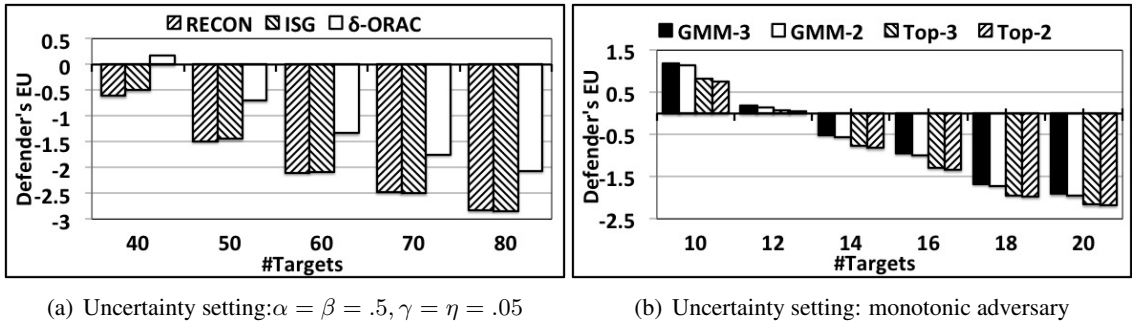 RECON ISG δ-ORAC
0.5
0
-0.5
-1
-1.5
-2
-2.5
-3
Defender's EU
40 50 60 70 80
#Targets
(a) Uncertainty setting:α = β = .5, γ = η = .05
GMM-3 GMM-2 Top-3 Top-2
1.5
0.5
-0.5
-1.5
-2.5
Defender's EU
10 12 14 16 18 20
#Targets
(b) Uncertainty setting: monotonic adversary